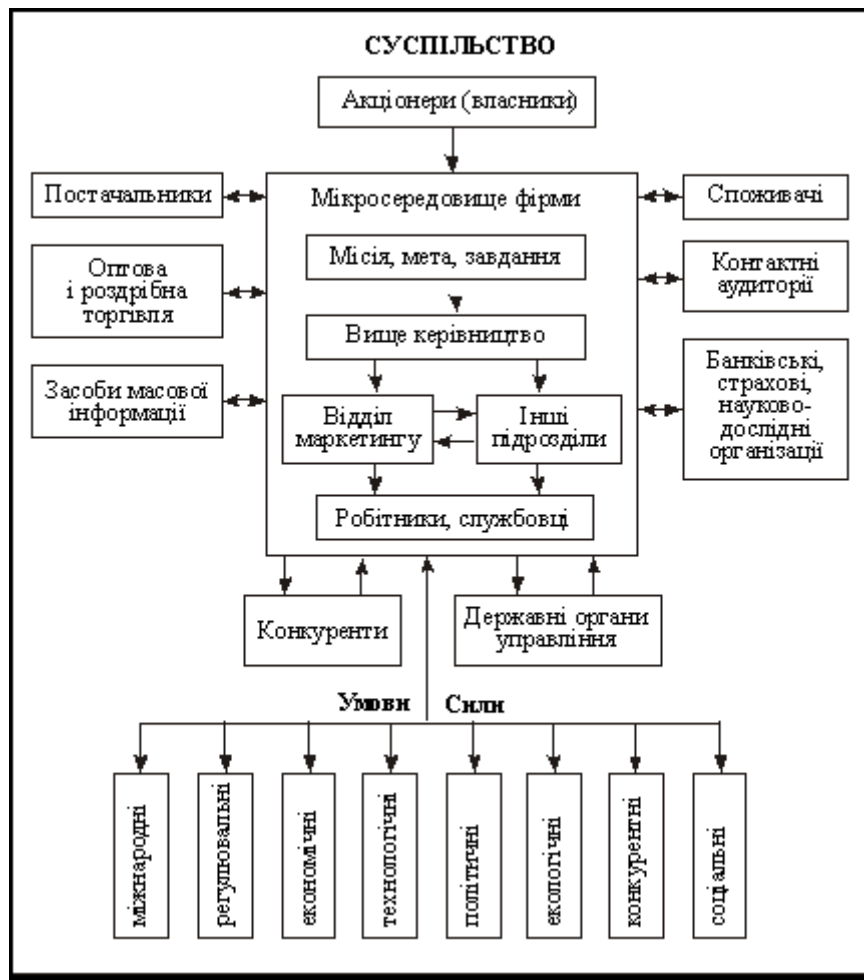 СУСПІЛЬСТВО
Акціонери (власники)
Постачальники
Оптова
і роздрібна
торгівля
Засоби масової
інформації
Мікросередовище фірми
Місія, мета, завдання
Вище керівництво
Відділ
маркетингу
Інші
підрозділи
Робітники, службовці
Споживачі
Контактні
аудиторії
Банківські,
страхові,
науково-
дослідні
організації
Конкуренти
Державні органи
управління
Умови Сили
міжнародні
регулювальні
економічні
технологічні
політичні
екологічні
конкурентні
соціальні